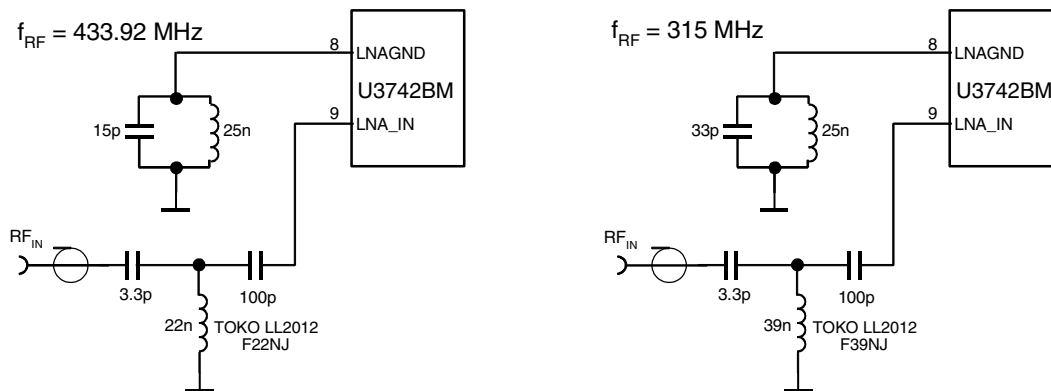 f_RF = 433.92 MHz
8
LNAGND
U3742BM
15p
25n
9
LNA_IN
RF_IN
3.3p
100p
22n
TOKO LL2012
F22NJ
f_RF = 315 MHz
8
LNAGND
U3742BM
33p
25n
9
LNA_IN
RF_IN
3.3p
100p
39n
TOKO LL2012
F39NJ